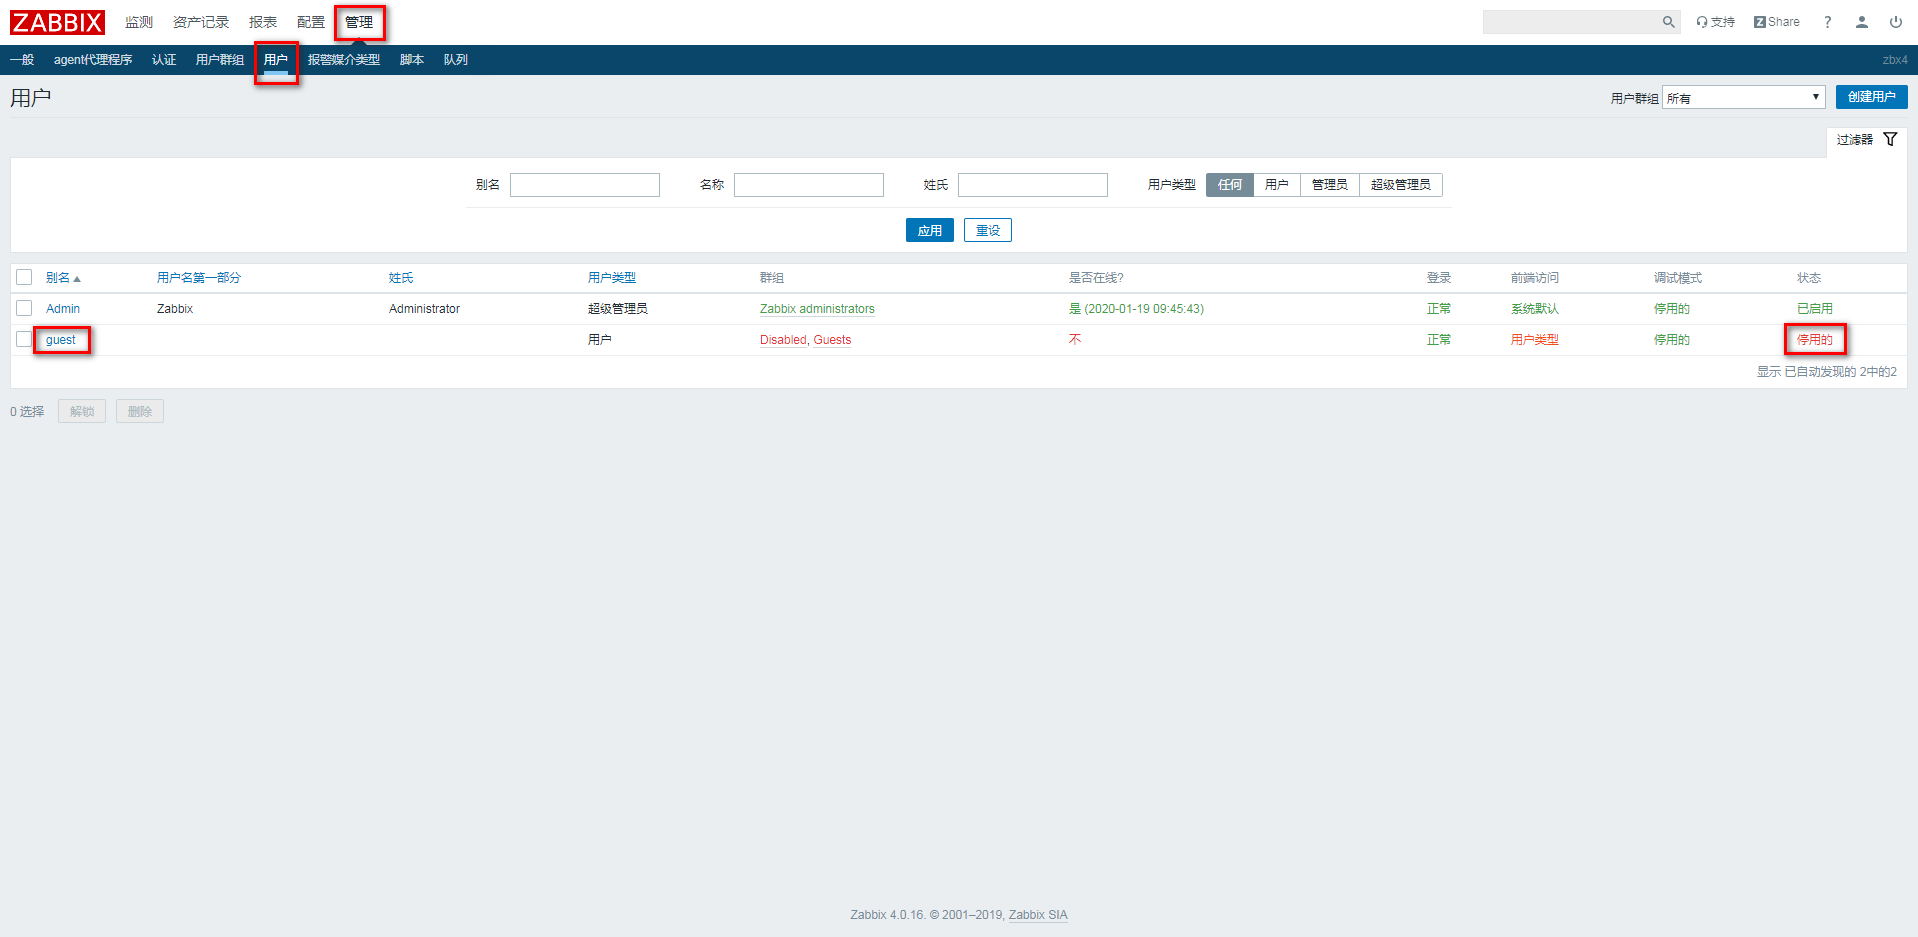 ZABBIX 监测 资产记录 报表 配置 管理 支持 Z Share ?
一般 agent代理程序 认证 用户群组 用户 报警媒介类型 脚本 队列 zbx4
用户 用户群组 所有 创建用户
过滤器
别名 名称 姓氏 用户类型 任何 用户 管理员 超级管理员
应用 重设
别名 用户名第一部分 姓氏 用户类型 群组 是否在线? 登录 前端访问 调试模式 状态
Admin Zabbix Administrator 超级管理员 Zabbix administrators 是 (2020-01-19 09:45:43) 正常 系统默认 停用的 已启用
guest 用户 Disabled, Guests 不 正常 用户类型 停用的 停用的
显示 已自动发现的 2中的2
0 选择 解锁 删除
Zabbix 4.0.16. © 2001–2019, Zabbix SIA